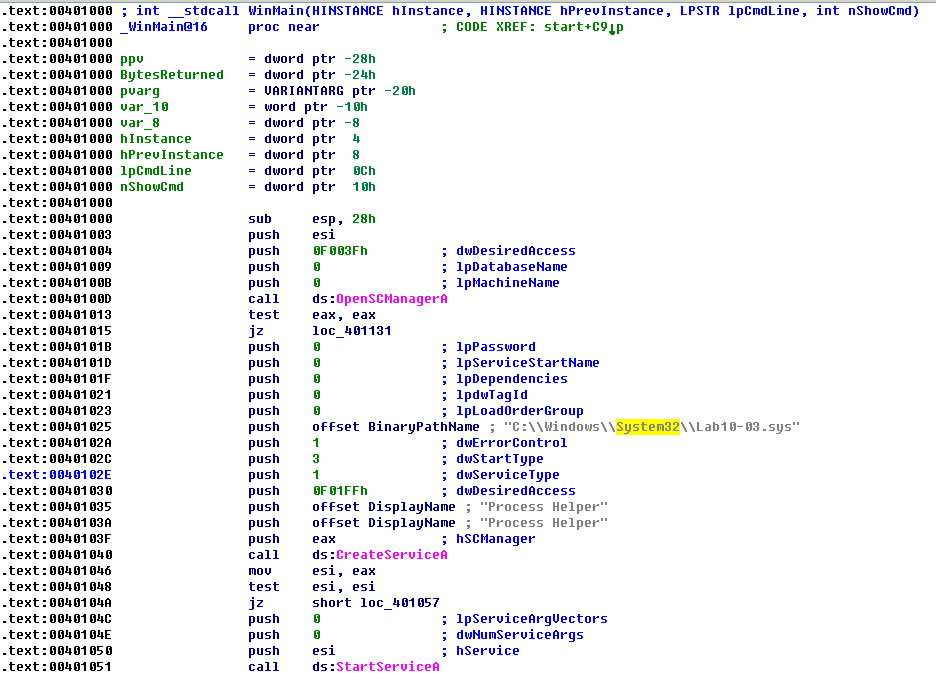 .text:00401000 ; int __stdcall WinMain(HINSTANCE hInstance, HINSTANCE hPrevInstance, LPSTR lpCmdLine, int nShowCmd)
.text:00401000 _WinMain@16     proc near               ; CODE XREF: start+C9↓p
.text:00401000
.text:00401000 ppv             = dword ptr -28h
.text:00401000 BytesReturned   = dword ptr -24h
.text:00401000 pvarg           = VARIANTARG ptr -20h
.text:00401000 var_10          = word ptr -10h
.text:00401000 var_8           = dword ptr -8
.text:00401000 hInstance       = dword ptr  4
.text:00401000 hPrevInstance   = dword ptr  8
.text:00401000 lpCmdLine       = dword ptr  0Ch
.text:00401000 nShowCmd        = dword ptr  10h
.text:00401000
.text:00401000                 sub     esp, 28h
.text:00401003                 push    esi
.text:00401004                 push    0F003Fh         ; dwDesiredAccess
.text:00401009                 push    0               ; lpDatabaseName
.text:0040100B                 push    0               ; lpMachineName
.text:0040100D                 call    ds:OpenSCManagerA
.text:00401013                 test    eax, eax
.text:00401015                 jz      loc_401131
.text:0040101B                 push    0               ; lpPassword
.text:0040101D                 push    0               ; lpServiceStartName
.text:0040101F                 push    0               ; lpDependencies
.text:00401021                 push    0               ; lpdwTagId
.text:00401023                 push    0               ; lpLoadOrderGroup
.text:00401025                 push    offset BinaryPathName ; "C:\\Windows\\System32\\Lab10-03.sys"
.text:0040102A                 push    1               ; dwErrorControl
.text:0040102C                 push    3               ; dwStartType
.text:0040102E                 push    1               ; dwServiceType
.text:00401030                 push    0F01FFh         ; dwDesiredAccess
.text:00401035                 push    offset DisplayName ; "Process Helper"
.text:0040103A                 push    offset DisplayName ; "Process Helper"
.text:0040103F                 push    eax             ; hSCManager
.text:00401040                 call    ds:CreateServiceA
.text:00401046                 mov     esi, eax
.text:00401048                 test    esi, esi
.text:0040104A                 jz      short loc_401057
.text:0040104C                 push    0               ; lpServiceArgVectors
.text:0040104E                 push    0               ; dwNumServiceArgs
.text:00401050                 push    esi             ; hService
.text:00401051                 call    ds:StartServiceA